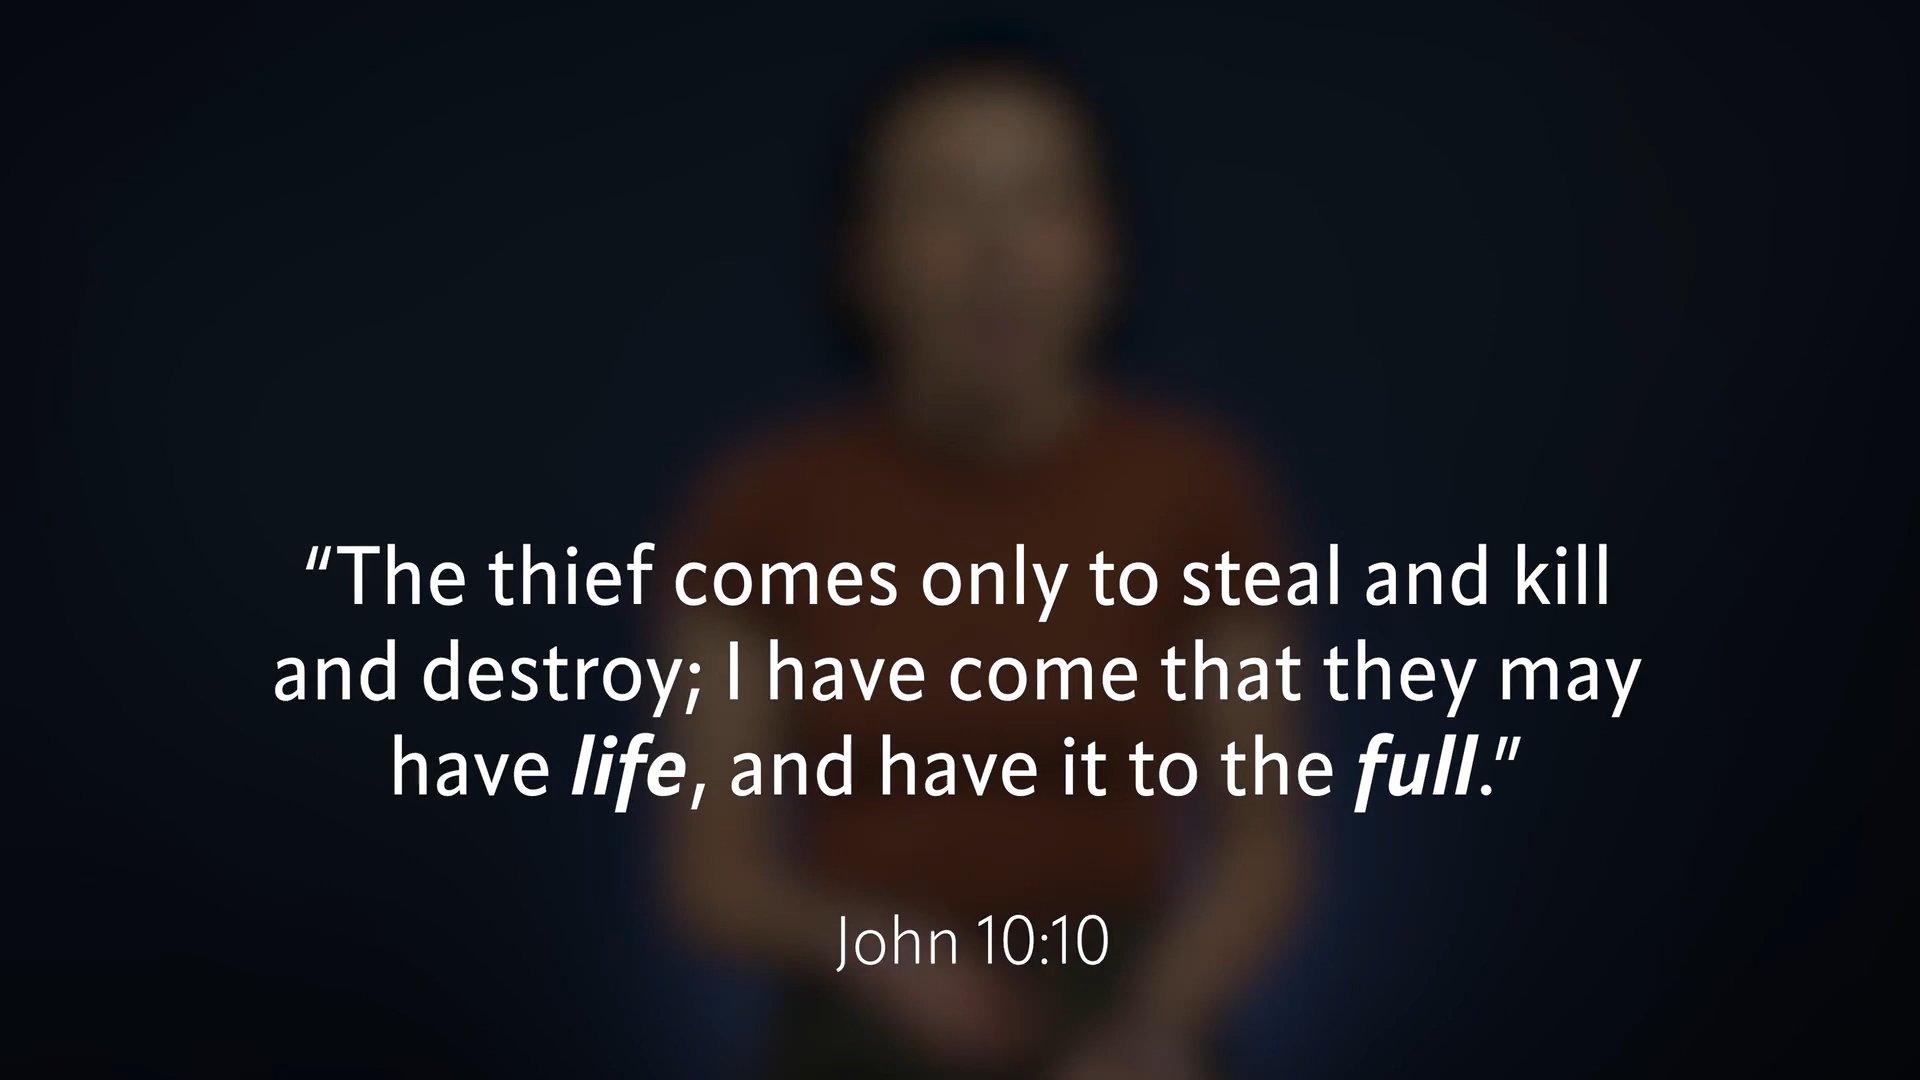 “The thief comes only to steal and kill
and destroy; I have come that they may
have life, and have it to the full.”
John 10:10